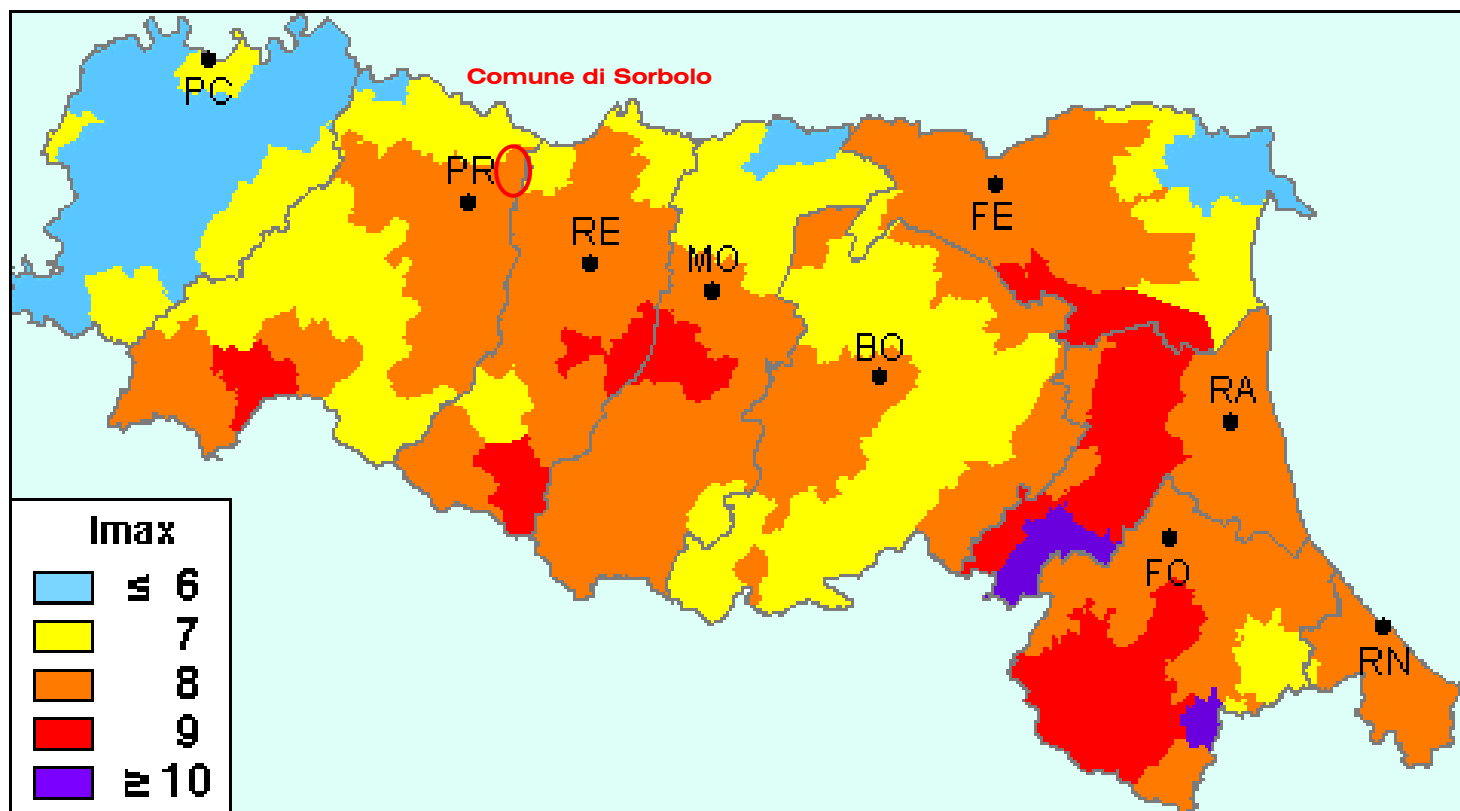 Comune di Sorbolo
PC
PR
RE
MO
FE
BO
RA
FO
RN
Imax
≤ 6
7
8
9
≥ 10